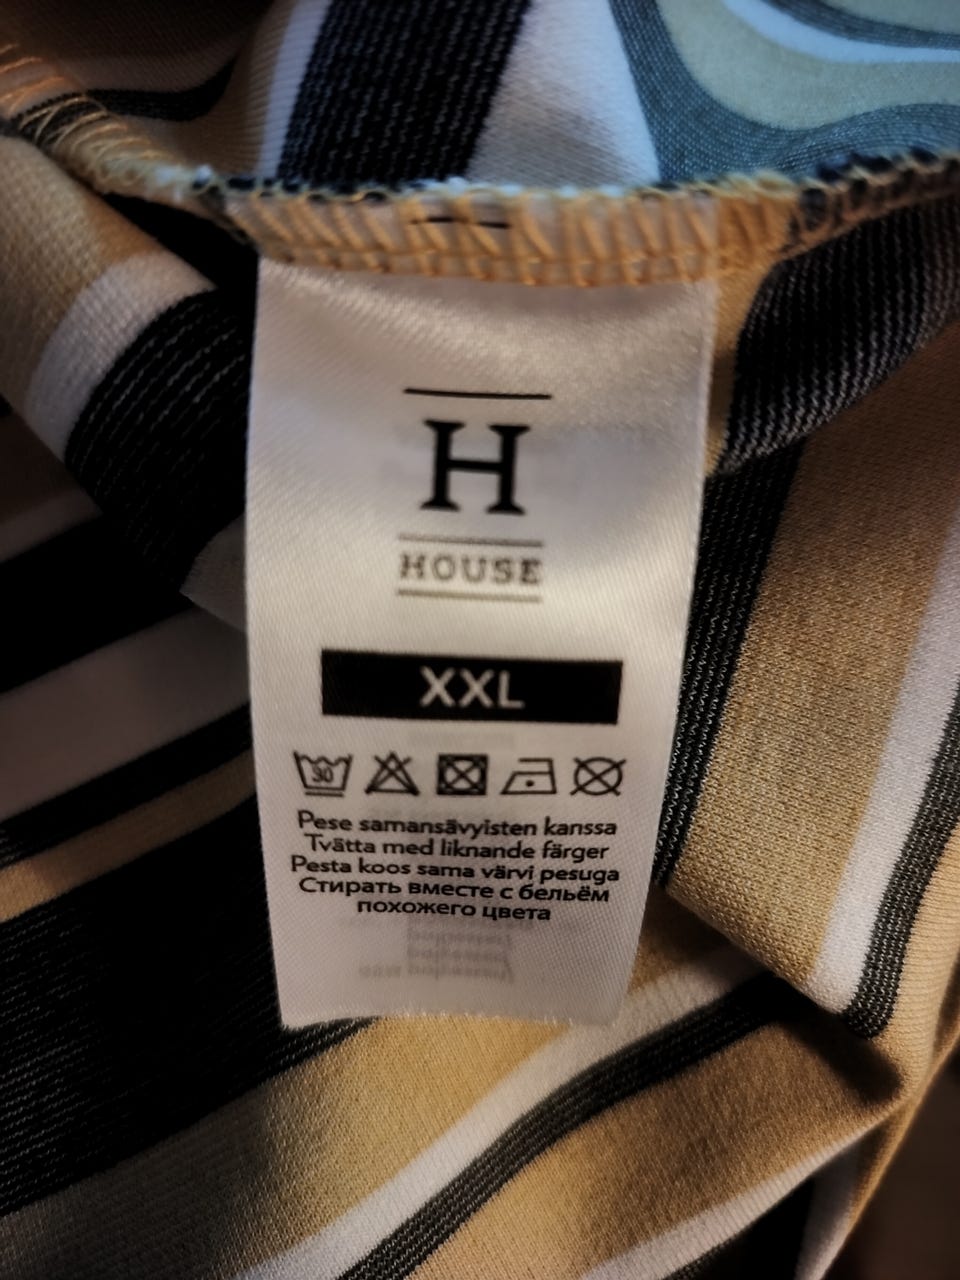 H
HOUSE
XXL
30
Pese samansävyisten kanssa
Tvätta med liknande färger
Pesta koos sama värvi pesuga
Стирать вместе с бельём
похожего цвета